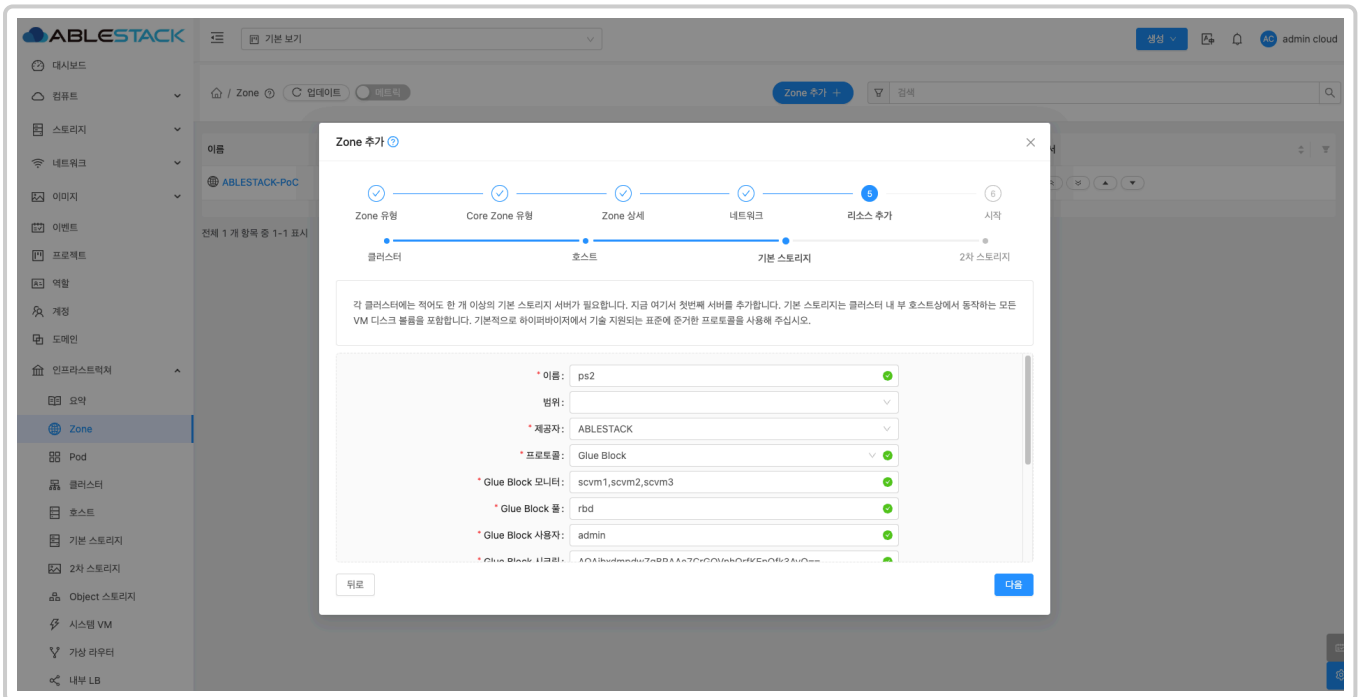 ABLESTACK
기본 보기
생성
AC admin cloud
대시보드
컴퓨트
스토리지
네트워크
이미지
이벤트
프로젝트
역할
계정
도메인
인프라스트럭쳐
요약
Zone
Pod
클러스터
호스트
기본 스토리지
2차 스토리지
Object 스토리지
시스템 VM
가상 라우터
내부 LB
/ Zone
업데이트
메트릭
Zone 추가 +
검색
이름
ABLESTACK-PoC
전체 1 개 항목 중 1-1 표시
Zone 추가
Zone 유형
Core Zone 유형
Zone 상세
네트워크
5
리소스 추가
6
시작
클러스터
호스트
기본 스토리지
2차 스토리지
각 클러스터에는 적어도 한 개 이상의 기본 스토리지 서버가 필요합니다. 지금 여기서 첫번째 서버를 추가합니다. 기본 스토리지는 클러스터 내 부 호스트상에서 동작하는 모든
VM 디스크 볼륨을 포함합니다. 기본적으로 하이퍼바이저에서 기술 지원되는 표준에 준거한 프로토콜을 사용해 주십시오.
* 이름: ps2
범위:
* 제공자: ABLESTACK
* 프로토콜: Glue Block
* Glue Block 모니터: scvm1,scvm2,scvm3
* Glue Block 풀: rbd
* Glue Block 사용자: admin
* Glue Block 시크릿:
뒤로
다음